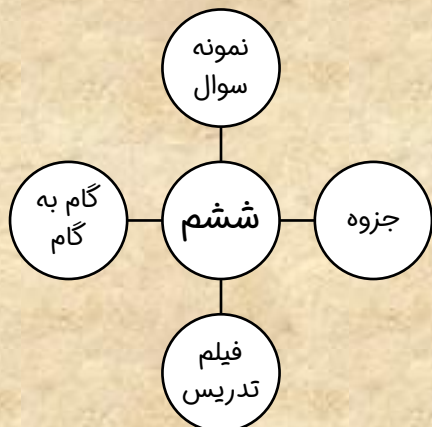 نمونه
سوال
جزوه
ششم
گام به
گام
فیلم
تدریس